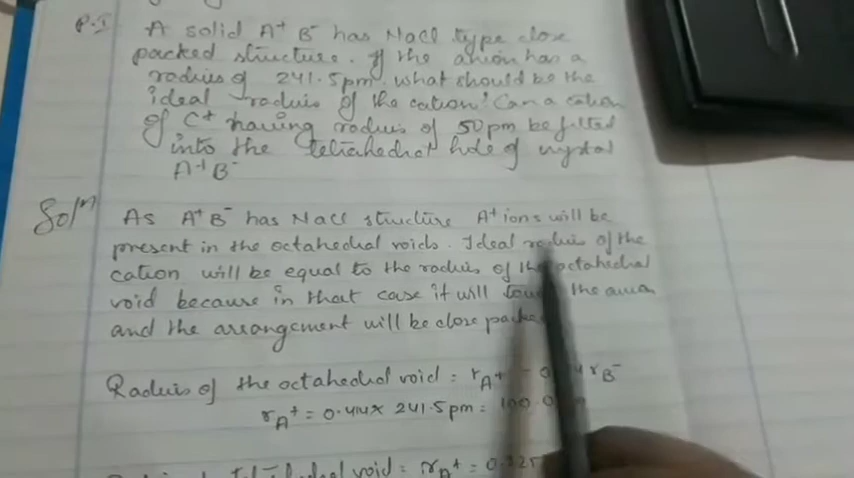 P.I A solid A+ B- has NaCl type close
packed structure. If the anion has a
radius of 241.5pm. what should be the
ideal radius of the cation? Can a cation
of C+ having radius of 50pm be fitted
into the tetrahedral hole of crystal
A+B-
Solⁿ As A+B- has NaCl structure A+ ions will be
present in the octahedral voids. Ideal radius of the
cation will be equal to the radius of the octahedral
void because in that case it will the anion
and the arrangement will be close
Radius of the octahedral void = rA+ = rB-
rA+ = 0.414 x 241.5pm =
void = rA+ =